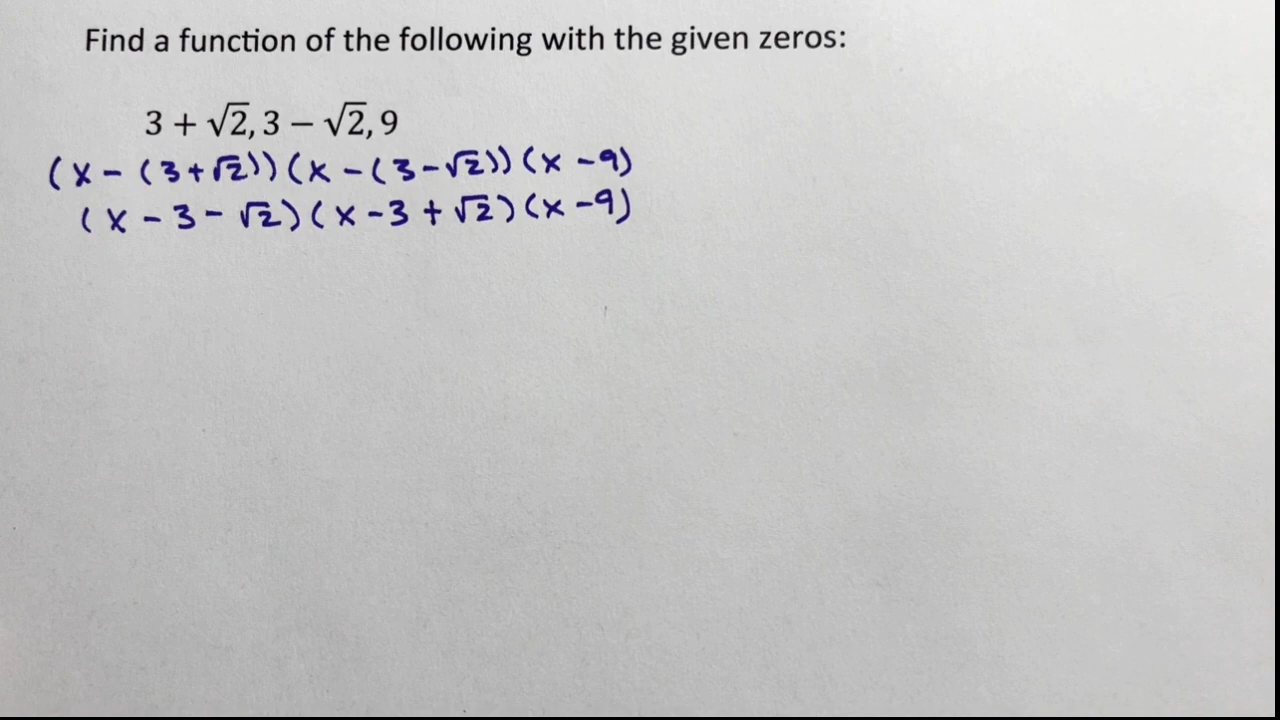 Find a function of the following with the given zeros:
3 + √2, 3 − √2, 9
(x - (3+√2))(x - (3-√2))(x - 9)
(x - 3 - √2)(x - 3 + √2)(x - 9)